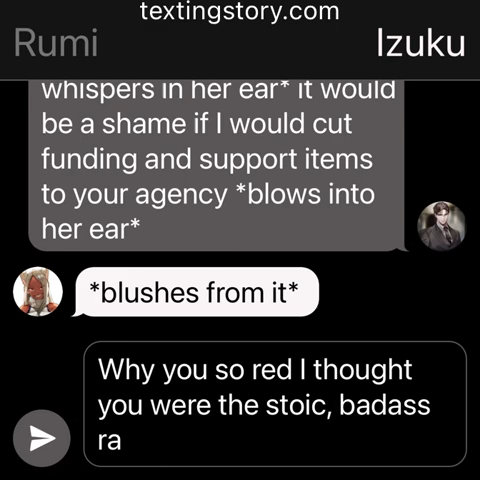 textingstory.com
Rumi
Izuku
whispers in her ear* it would
be a shame if I would cut
funding and support items
to your agency *blows into
her ear*
*blushes from it*
Why you so red I thought
you were the stoic, badass
ra